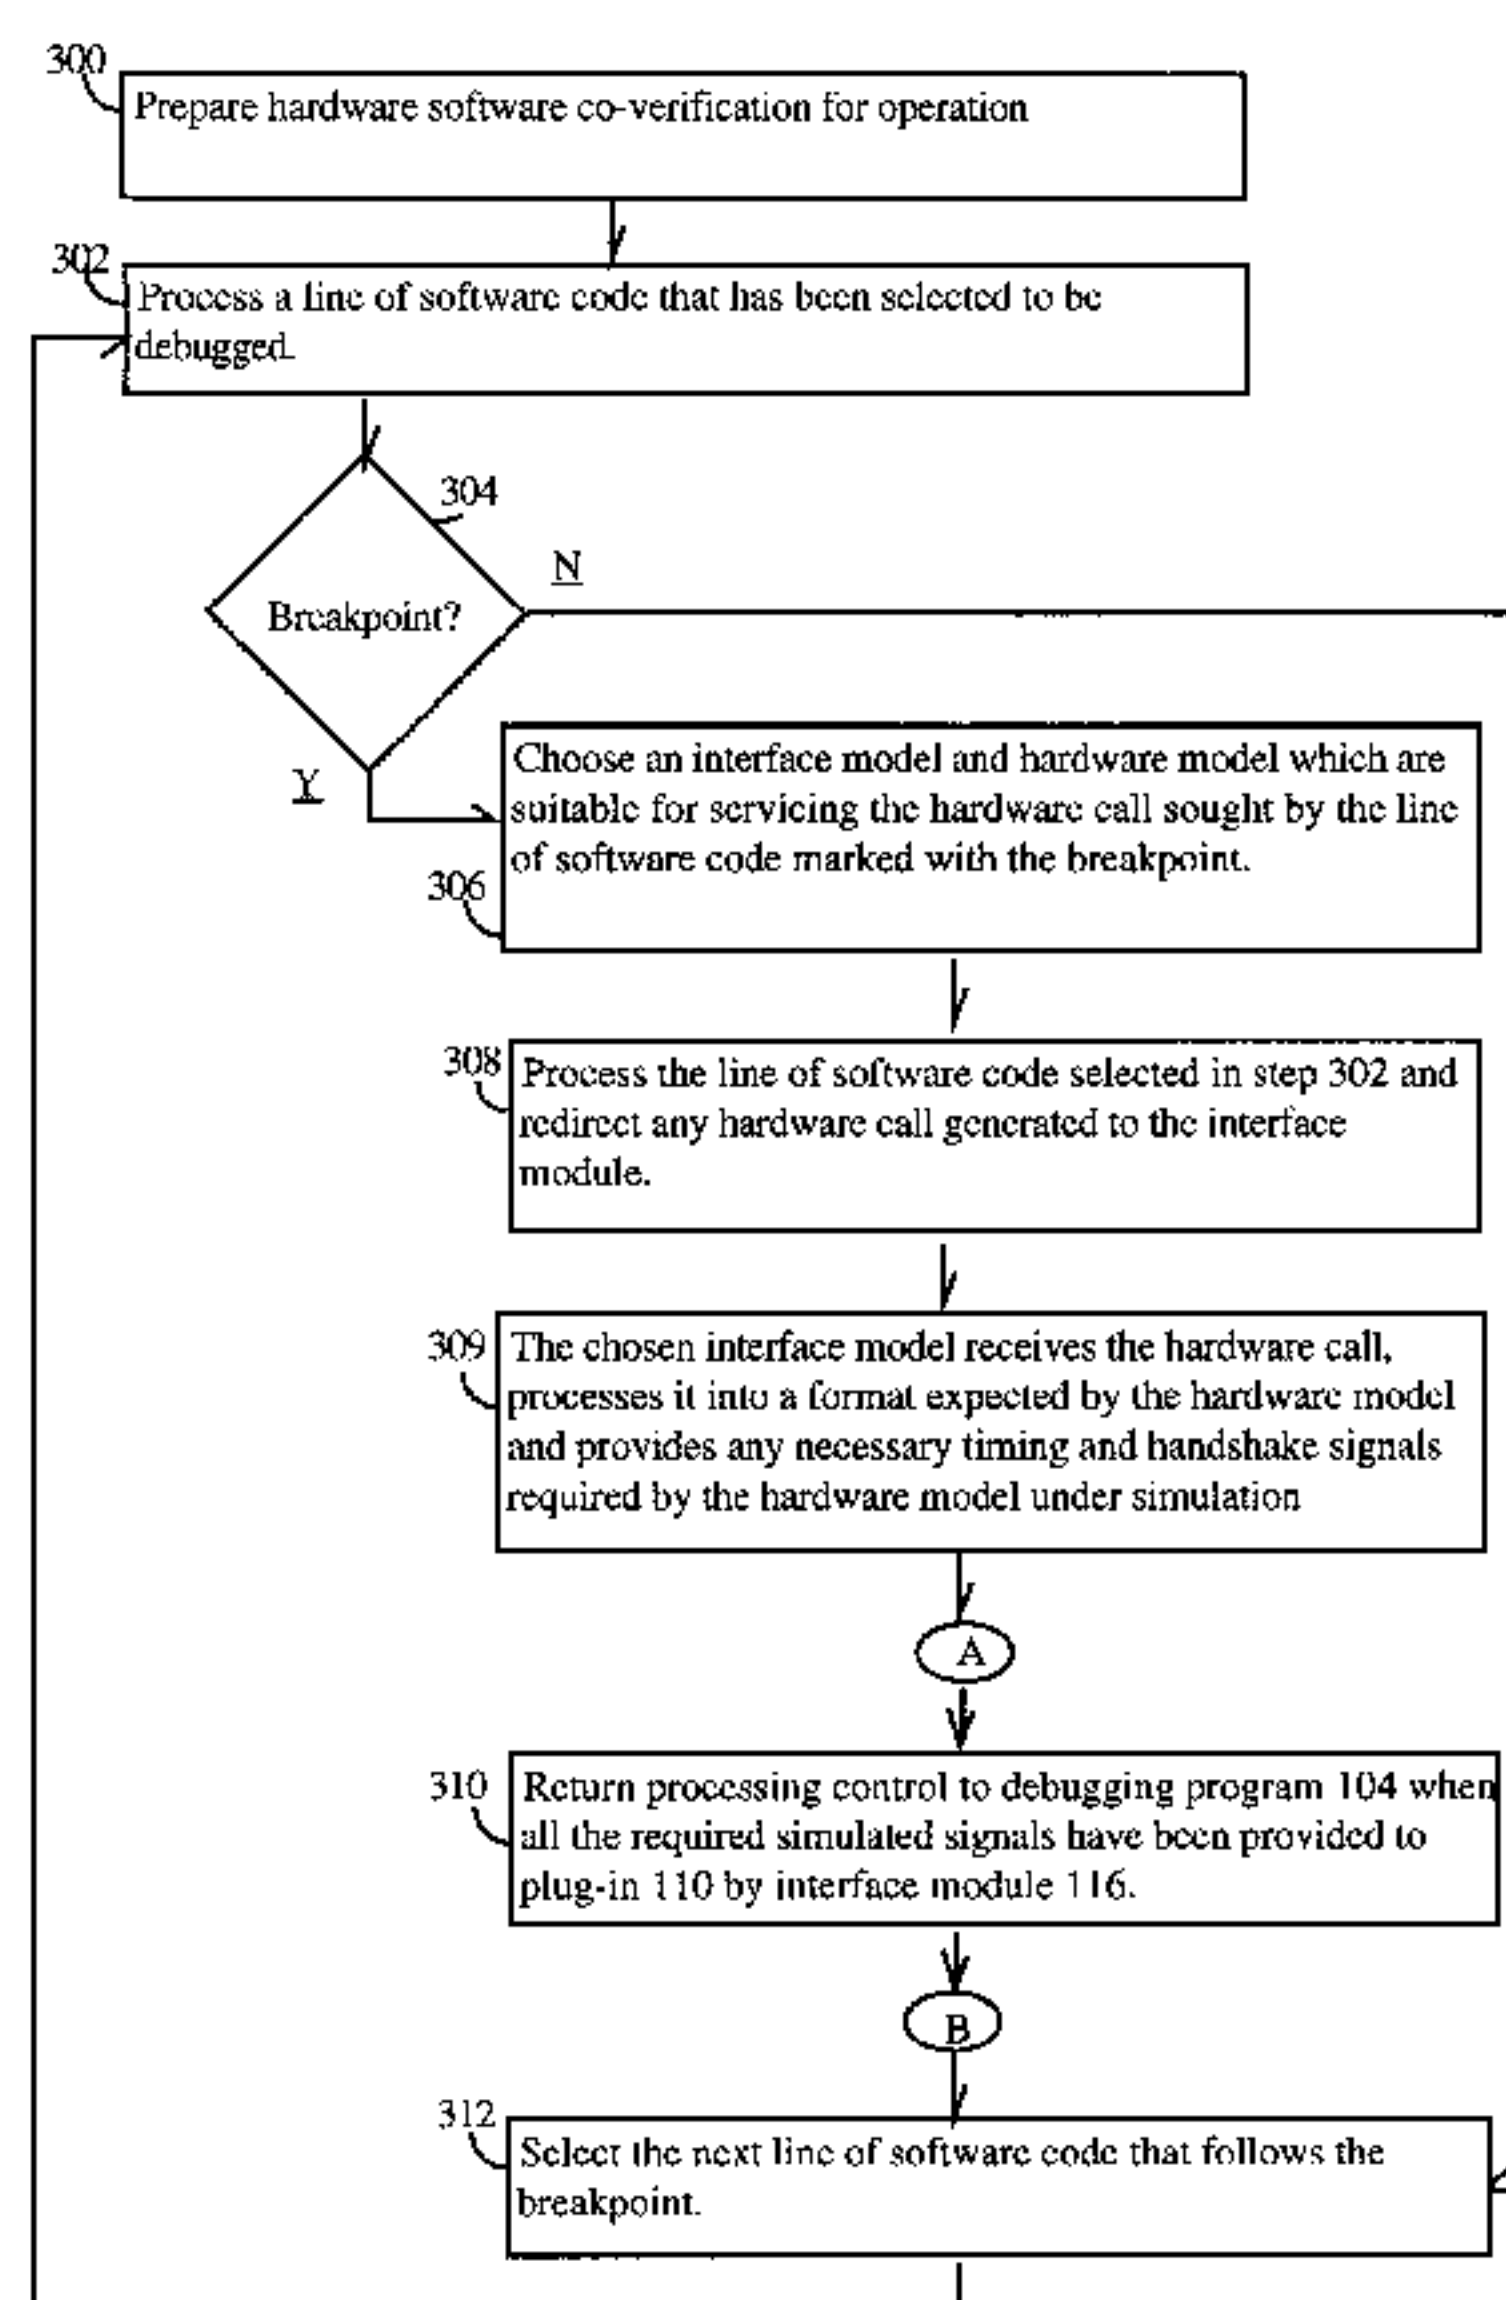 300
Prepare hardware software co-verification for operation
302
Process a line of software code that has been selected to be
debugged.
304
N
Breakpoint?
Y
Choose an interface model and hardware model which are
suitable for servicing the hardware call sought by the line
of software code marked with the breakpoint.
306
308
Process the line of software code selected in step 302 and
redirect any hardware call generated to the interface
module.
309
The chosen interface model receives the hardware call,
processes it into a format expected by the hardware model
and provides any necessary timing and handshake signals
required by the hardware model under simulation
A
310
Return processing control to debugging program 104 when
all the required simulated signals have been provided to
plug-in 110 by interface module 116.
B
312
Select the next line of software code that follows the
breakpoint.